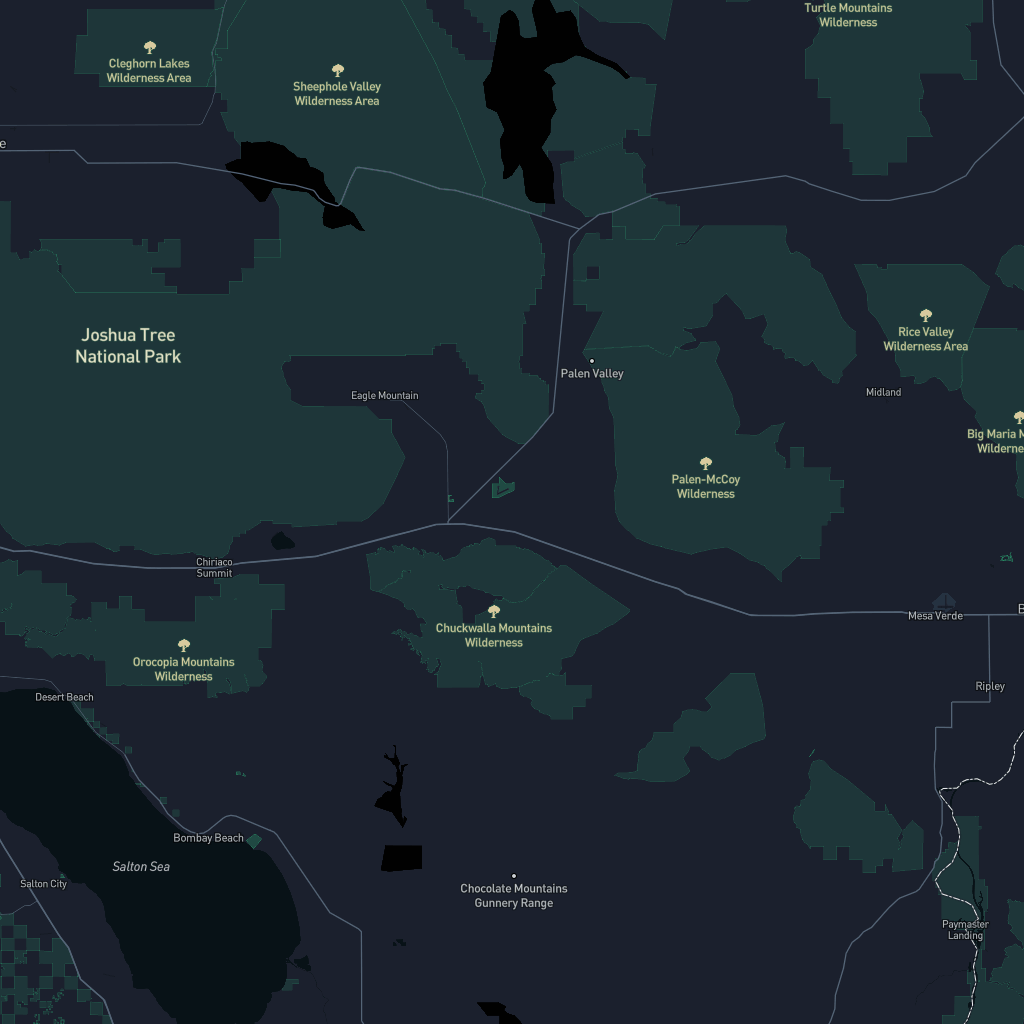 Turtle Mountains
Wilderness
Cleghorn Lakes
Wilderness Area
Sheephole Valley
Wilderness Area
e
Joshua Tree
National Park
Rice Valley
Wilderness Area
Palen Valley
Midland
Eagle Mountain
Big Maria M
Wilderne
Palen-McCoy
Wilderness
Chiriaco
Summit
Mesa Verde
B
Chuckwalla Mountains
Wilderness
Orocopia Mountains
Wilderness
Ripley
Desert Beach
Bombay Beach
Salton Sea
Salton City
Chocolate Mountains
Gunnery Range
Paymaster
Landing